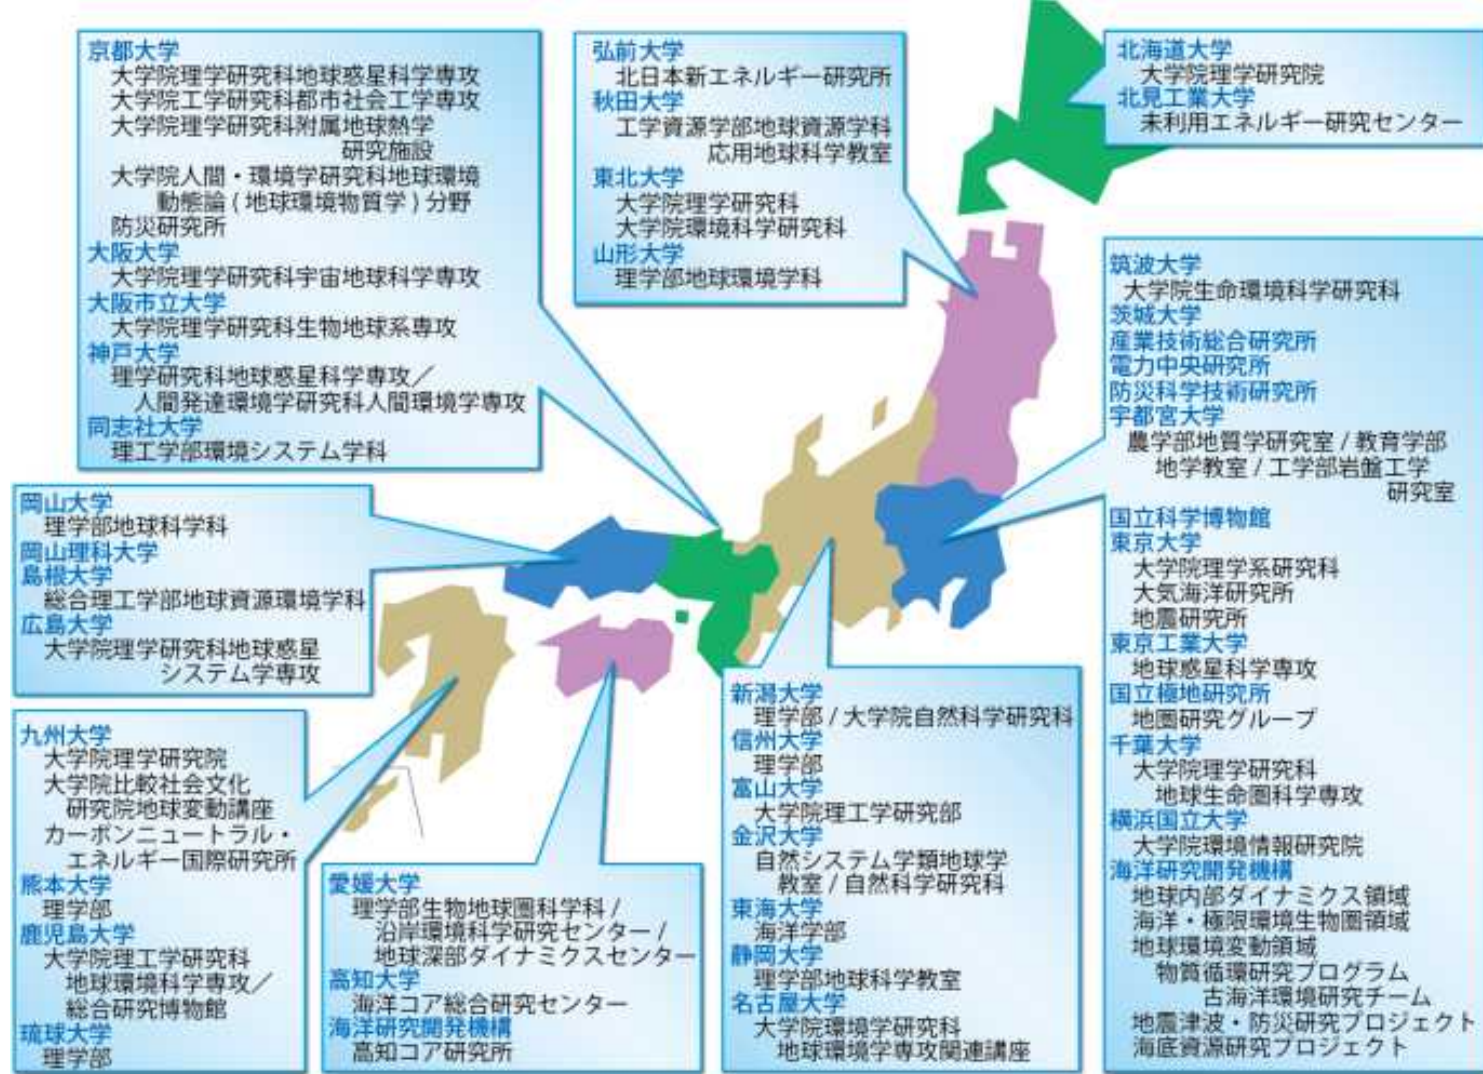 京都大学
大学院理学研究科地球惑星科学専攻
大学院工学研究科都市社会工学専攻
大学院理学研究科附属地球熱学
研究施設
大学院人間・環境学研究科地球環境
動態論 ( 地球環境物質学 ) 分野
防災研究所
大阪大学
大学院理学研究科宇宙地球科学専攻
大阪市立大学
大学院理学研究科生物地球系専攻
神戸大学
理学研究科地球惑星科学専攻／
人間発達環境学研究科人間環境学専攻
同志社大学
理工学部環境システム学科
弘前大学
北日本新エネルギー研究所
秋田大学
工学資源学部地球資源学科
応用地球科学教室
東北大学
大学院理学研究科
大学院環境科学研究科
山形大学
理学部地球環境学科
北海道大学
大学院理学研究院
北見工業大学
未利用エネルギー研究センター
筑波大学
大学院生命環境科学研究科
茨城大学
産業技術総合研究所
電力中央研究所
防災科学技術研究所
宇都宮大学
農学部地質学研究室 / 教育学部
地学教室 / 工学部岩盤工学
研究室
国立科学博物館
東京大学
大学院理学系研究科
大気海洋研究所
地震研究所
東京工業大学
地球惑星科学専攻
国立極地研究所
地圏研究グループ
千葉大学
大学院理学研究科
地球生命圏科学専攻
横浜国立大学
大学院環境情報研究院
海洋研究開発機構
地球内部ダイナミクス領域
海洋・極限環境生物圏領域
地球環境変動領域
物質循環研究プログラム
古海洋環境研究チーム
地震津波・防災研究プロジェクト
海底資源研究プロジェクト
岡山大学
理学部地球科学科
岡山理科大学
島根大学
総合理工学部地球資源環境学科
広島大学
大学院理学研究科地球惑星
システム学専攻
九州大学
大学院理学研究院
大学院比較社会文化
研究院地球変動講座
カーボンニュートラル・
エネルギー国際研究所
熊本大学
理学部
鹿児島大学
大学院理工学研究科
地球環境科学専攻／
総合研究博物館
琉球大学
理学部
愛媛大学
理学部生物地球圏科学科 /
沿岸環境科学研究センター /
地球深部ダイナミクスセンター
高知大学
海洋コア総合研究センター
海洋研究開発機構
高知コア研究所
新潟大学
理学部 / 大学院自然科学研究科
信州大学
理学部
富山大学
大学院理工学研究部
金沢大学
自然システム学類地球学
教室 / 自然科学研究科
東海大学
海洋学部
静岡大学
理学部地球科学教室
名古屋大学
大学院環境学研究科
地球環境学専攻関連講座